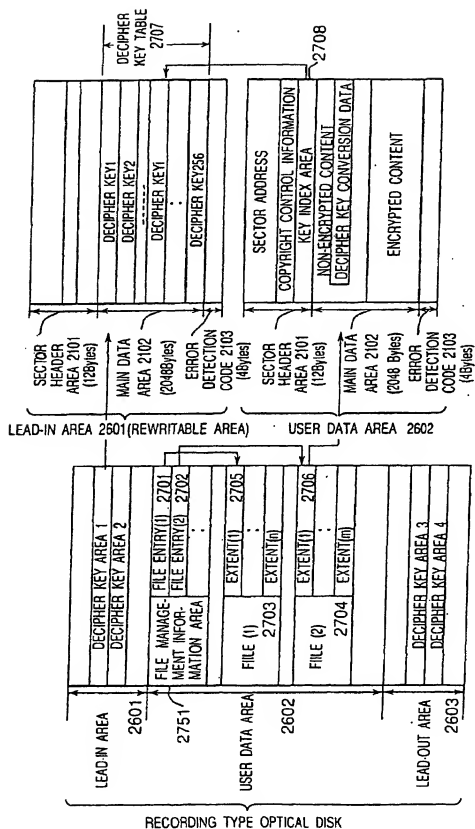 RECORDING TYPE OPTICAL DISK
LEAD-IN AREA
2601
USER DATA AREA
2602
LEAD-OUT AREA
2603
2751
DECIPHER KEY AREA 1
DECIPHER KEY AREA 2
FILE MANAGE-
MENT INFOR-
MATION AREA
FILE ENTRY(1) 2701
FILE ENTRY(2) 2702
FIILE (1)
2703
EXTENT(1) 2705
EXTENT(n)
FIILE (2)
2704
EXTENT(1) 2706
EXTENT(m)
DECIPHER KEY AREA 3
DECIPHER KEY AREA 4
LEAD-IN AREA 2601(REWRITABLE AREA)
SECTOR
HEADER
AREA 2101
(12Bytes)
MAIN DATA
AREA 2102
(2048Bytes)
ERROR
DETECTION
CODE 2103
(4Bytes)
DECIPHER KEY1
DECIPHER KEY2
DECIPHER KEYi
DECIPHER KEY256
DECIPHER
KEY TABLE
2707
USER DATA AREA 2602
SECTOR
HEADER
AREA 2101
(12Bytes)
MAIN DATA
AREA 2102
(2048 Bytes)
ERROR
DETECTION
CODE 2103
(4Bytes)
SECTOR ADDRESS
COPYRIGHT CONTROL INFORMATION
KEY INDEX AREA
NON-ENCRYPTED CONTENT
DECIPHER KEY CONVERSION DATA
ENCRYPTED CONTENT
2708